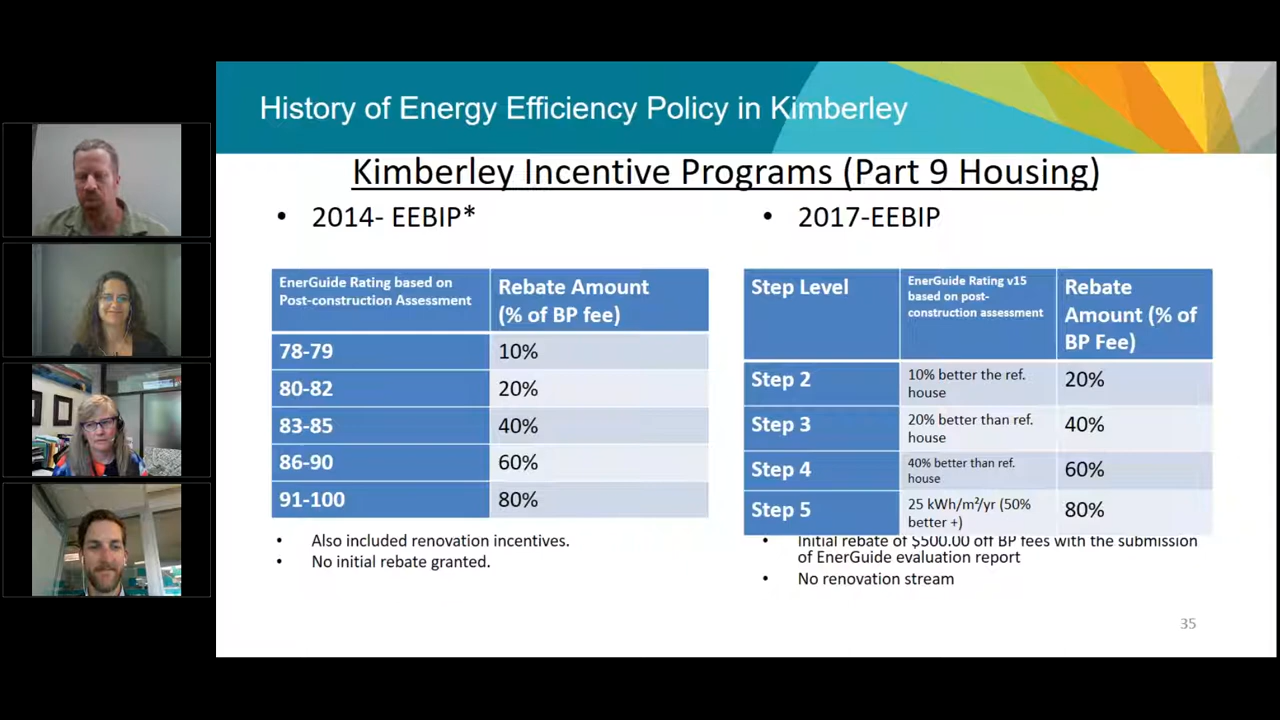 History of Energy Efficiency Policy in Kimberley
Kimberley Incentive Programs (Part 9 Housing)
• 2014- EEBIP*
EnerGuide Rating based on
Post-construction Assessment
Rebate Amount
(% of BP fee)
78-79
10%
80-82
20%
83-85
40%
86-90
60%
91-100
80%
• Also included renovation incentives.
• No initial rebate granted.
• 2017-EEBIP
Step Level
EnerGuide Rating v15
based on post-
construction assessment
Rebate
Amount (% of
BP Fee)
Step 2
10% better the ref.
house
20%
Step 3
20% better than ref.
house
40%
Step 4
40% better than ref.
house
60%
Step 5
25 kWh/m²/yr (50%
better +)
80%
• Initial rebate of $500.00 off BP fees with the submission
of EnerGuide evaluation report
• No renovation stream
35